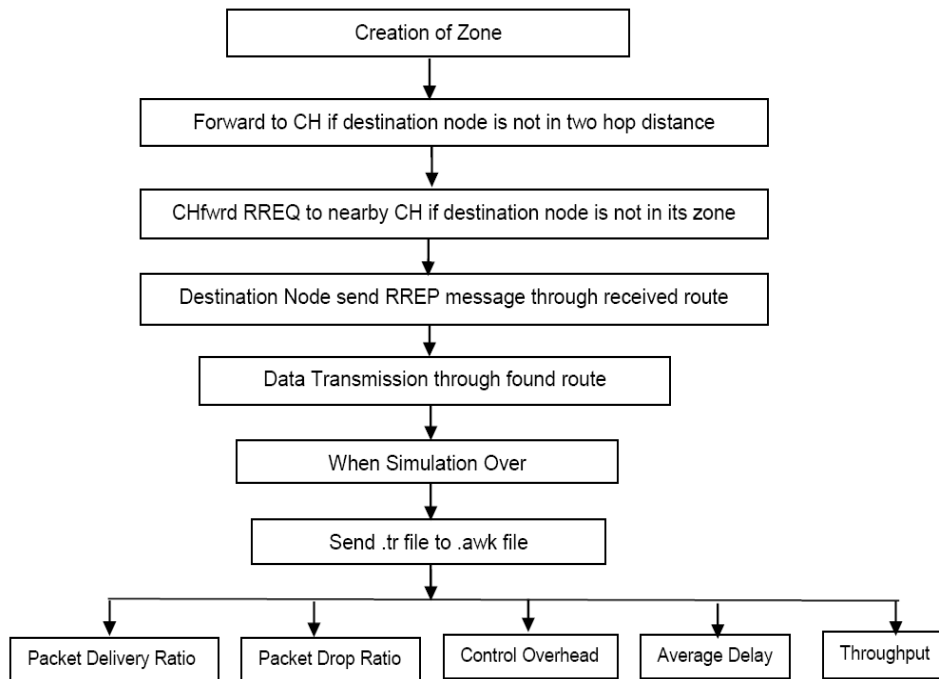 Creation of Zone
Forward to CH if destination node is not in two hop distance
CHfwrd RREQ to nearby CH if destination node is not in its zone
Destination Node send RREP message through received route
Data Transmission through found route
When Simulation Over
Send .tr file to .awk file
Packet Delivery Ratio
Packet Drop Ratio
Control Overhead
Average Delay
Throughput